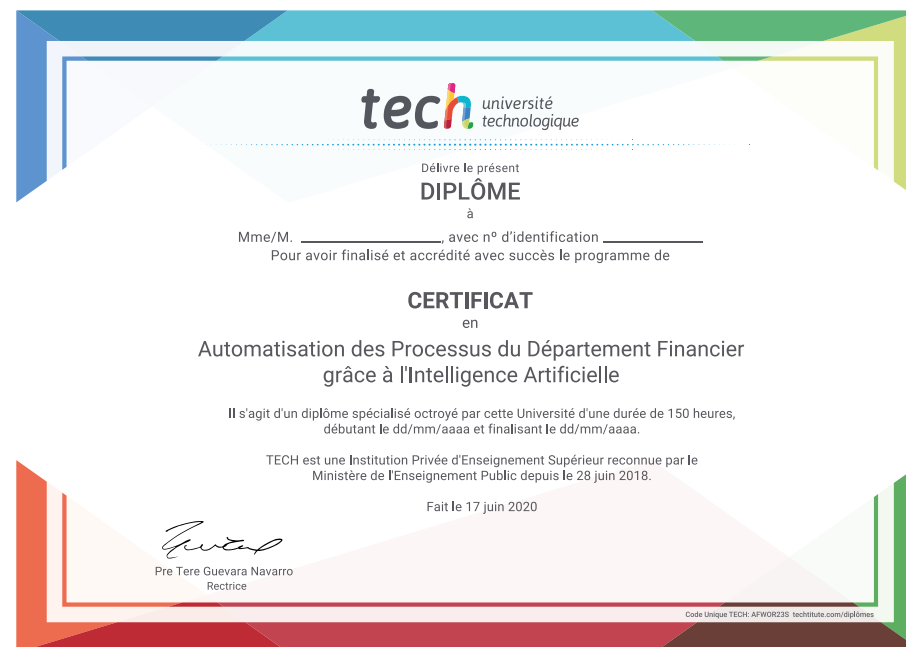 tech université
technologique
Délivre le présent
DIPLÔME
à
Mme/M. ____________________, avec nº d'identification ______________
Pour avoir finalisé et accrédité avec succès le programme de
CERTIFICAT
en
Automatisation des Processus du Département Financier
grâce à l'Intelligence Artificielle
Il s'agit d'un diplôme spécialisé octroyé par cette Université d'une durée de 150 heures,
débutant le dd/mm/aaaa et finalisant le dd/mm/aaaa.
TECH est une Institution Privée d'Enseignement Supérieur reconnue par le
Ministère de l'Enseignement Public depuis le 28 juin 2018.
Fait le 17 juin 2020
Pre Tere Guevara Navarro
Rectrice
Code Unique TECH: AFWOR23S techtitute.com/diplômes